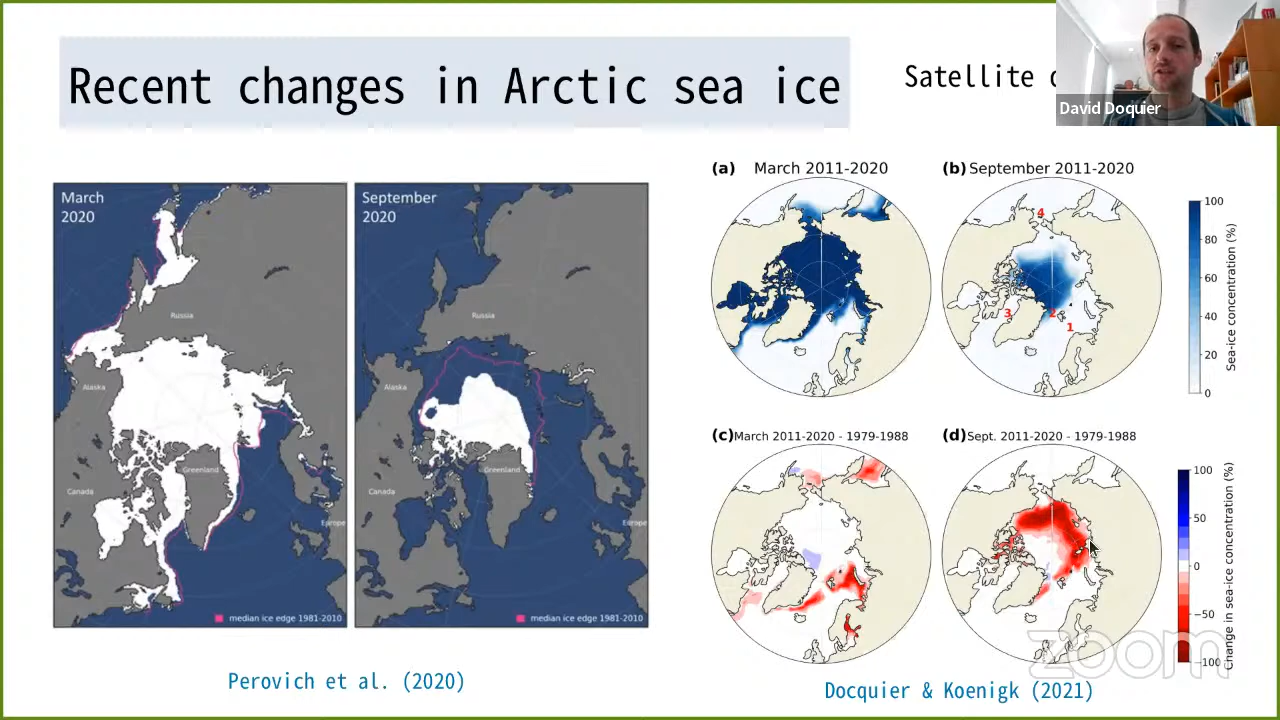 Recent changes in Arctic sea ice
Satellite
David Doquier
March
2020
Russia
Alaska
Greenland
Canada
Europe
median ice edge 1981-2010
September
2020
Russia
Alaska
Greenland
Canada
Europe
median ice edge 1981-2010
Perovich et al. (2020)
(a) March 2011-2020
(b) September 2011-2020
4
3
2
1
100
80
60
40
20
0
Sea-ice concentration (%)
(c) March 2011-2020 - 1979-1988
(d) Sept. 2011-2020 - 1979-1988
100
50
0
−50
−100
Change in sea-ice concentration (%)
zoom
Docquier & Koenigk (2021)